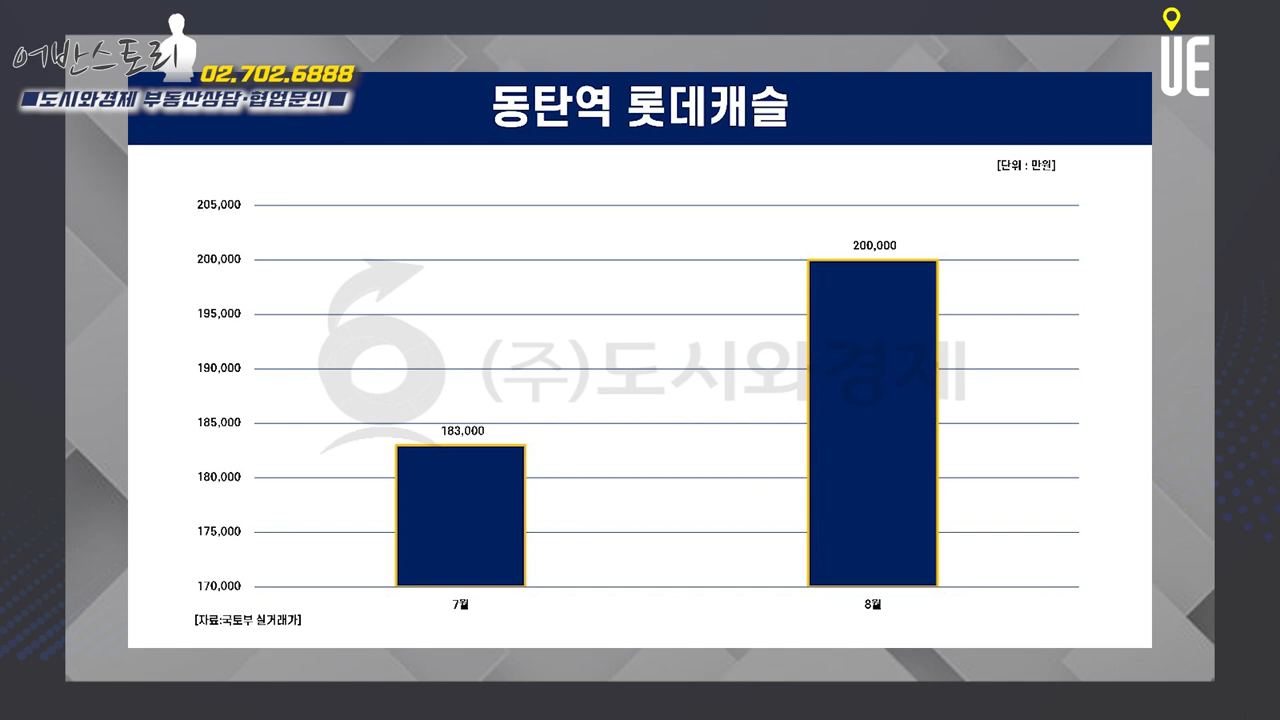 어반스토리
02.702.6888
■도시와경제 부동산상담·협업문의■
UE
동탄역 롯데캐슬
[단위 : 만원]
205,000
200,000
200,000
195,000
190,000
(주)도시와경제
185,000
183,000
180,000
175,000
170,000
7월
8월
[자료:국토부 실거래가]